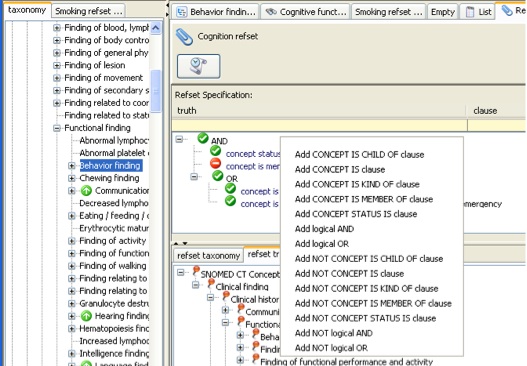 taxonomy
Smoking refset ...
Finding of blood, lymph
Finding of body contro
Finding of general phy
Finding of lesion
Finding of movement
Finding of secondary s
Finding related to coor
Finding related to statu
Functional finding
Abnormal lymphoc
Abnormal platelet
Behavior finding
Chewing finding
Communication
Decreased lympho
Eating / feeding /
Erythrocytic matur
Finding of activity
Finding of function
Finding of walking
Finding relating to
Finding relating to
Granulocyte destru
Hearing finding
Hematopoiesis finc
Increased lymphoc
Intelligence finding
Language find
Behavior findin...
Cognitive funct...
Smoking refset ...
Empty
List
Re
Cognition refset
Refset Specification:
truth
clause
AND
concept status
concept is mer
OR
concept is
concept is
mergency
Add CONCEPT IS CHILD OF clause
Add CONCEPT IS clause
Add CONCEPT IS KIND OF clause
Add CONCEPT IS MEMBER OF clause
Add CONCEPT STATUS IS clause
Add logical AND
Add logical OR
Add NOT CONCEPT IS CHILD OF clause
Add NOT CONCEPT IS clause
Add NOT CONCEPT IS KIND OF clause
Add NOT CONCEPT IS MEMBER OF clause
Add NOT CONCEPT STATUS IS clause
Add NOT logical AND
Add NOT logical OR
refset taxonomy
refset tr
SNOMED CT Concept
Clinical finding
Clinical histor
Communi
Functiona
Beha
Findin
Finding of functional performance and activity